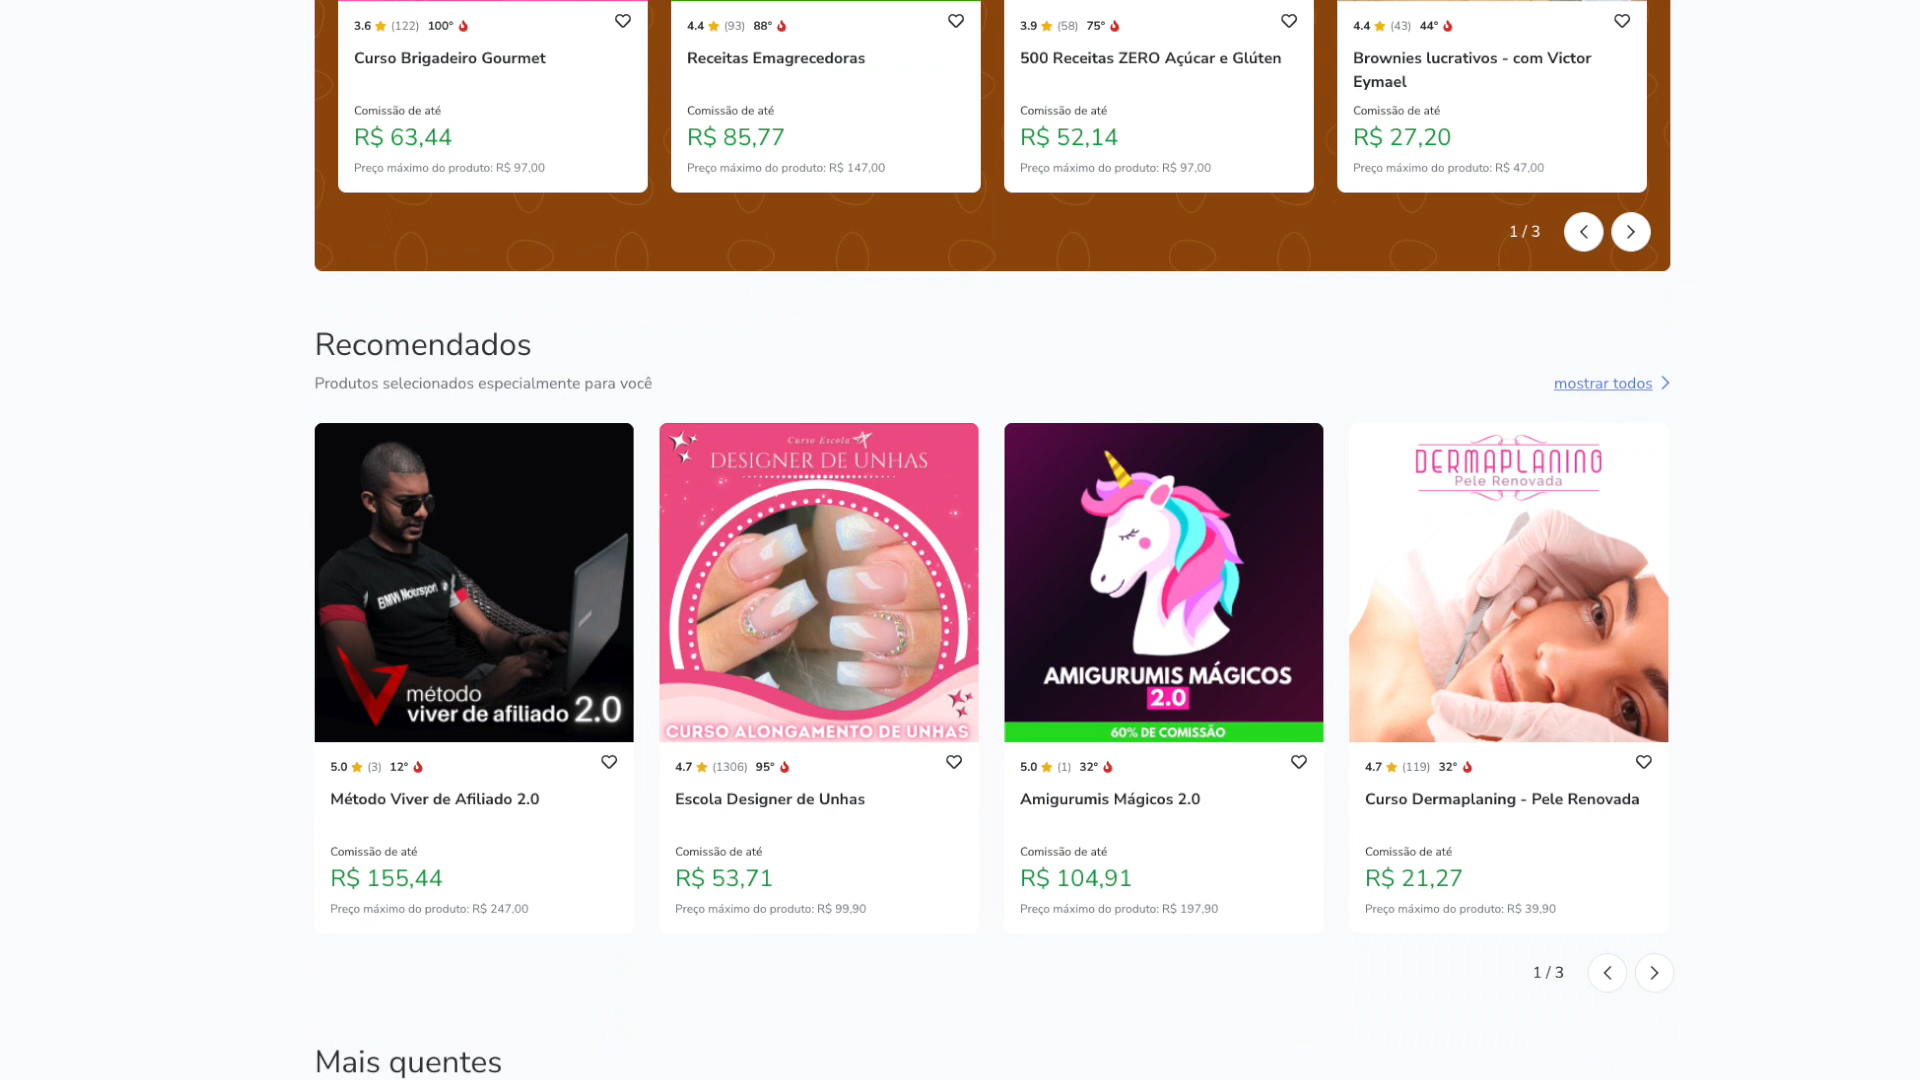 3.6 (122) 100°
Curso Brigadeiro Gourmet
Comissão de até
R$ 63,44
Preço máximo do produto: R$ 97,00
4.4 (93) 88°
Receitas Emagrecedoras
Comissão de até
R$ 85,77
Preço máximo do produto: R$ 147,00
3.9 (58) 75°
500 Receitas ZERO Açúcar e Glúten
Comissão de até
R$ 52,14
Preço máximo do produto: R$ 97,00
4.4 (43) 44°
Brownies lucrativos - com Victor
Eymael
Comissão de até
R$ 27,20
Preço máximo do produto: R$ 47,00
1 / 3
Recomendados
Produtos selecionados especialmente para você
mostrar todos
BMW Motorsport
método
viver de afiliado 2.0
5.0 (3) 12°
Método Viver de Afiliado 2.0
Comissão de até
R$ 155,44
Preço máximo do produto: R$ 247,00
Curso Escola
DESIGNER DE UNHAS
CURSO ALONGAMENTO DE UNHAS
4.7 (1306) 95°
Escola Designer de Unhas
Comissão de até
R$ 53,71
Preço máximo do produto: R$ 99,90
AMIGURUMIS MÁGICOS
2.0
60% DE COMISSÃO
5.0 (1) 32°
Amigurumis Mágicos 2.0
Comissão de até
R$ 104,91
Preço máximo do produto: R$ 197,90
DERMAPLANING
Pele Renovada
4.7 (119) 32°
Curso Dermaplaning - Pele Renovada
Comissão de até
R$ 21,27
Preço máximo do produto: R$ 39,90
1 / 3
Mais quentes